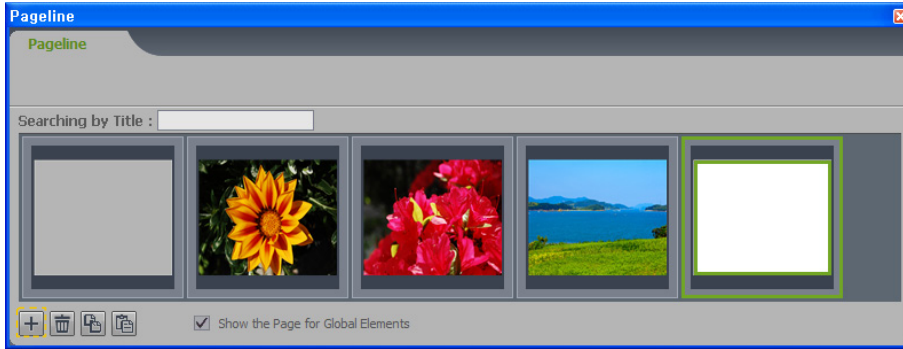 Pageline
Pageline
Searching by Title :
Show the Page for Global Elements